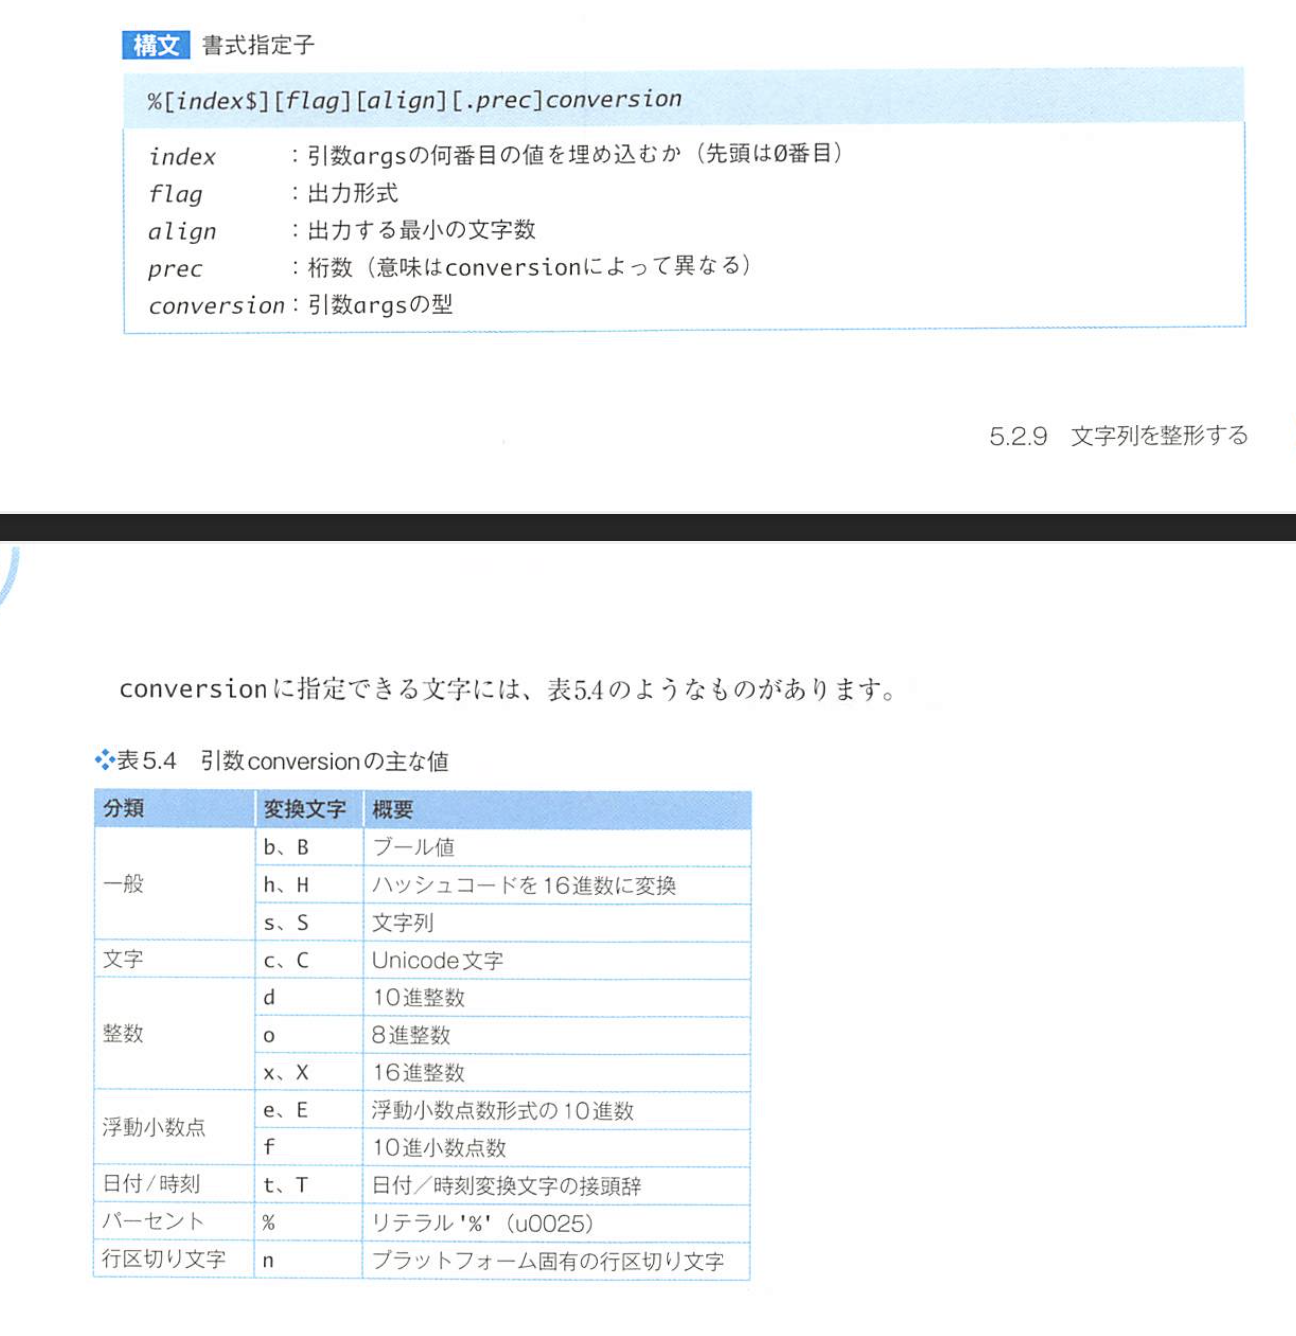 構文 書式指定子
%[index$][flag][align][.prec]conversion
index :引数argsの何番目の値を埋め込むか（先頭は0番目）
flag :出力形式
align :出力する最小の文字数
prec :桁数（意味はconversionによって異なる）
conversion:引数argsの型
5.2.9 文字列を整形する
conversionに指定できる文字には、表5.4のようなものがあります。
表5.4 引数conversionの主な値
分類 変換文字 概要
一般 b、B ブール値
h、H ハッシュコードを16進数に変換
s、S 文字列
文字 c、C Unicode文字
整数 d 10進整数
o 8進整数
x、X 16進整数
浮動小数点 e、E 浮動小数点数形式の10進数
f 10進小数点数
日付/時刻 t、T 日付／時刻変換文字の接頭辞
パーセント % リテラル'%'（u0025）
行区切り文字 n プラットフォーム固有の行区切り文字